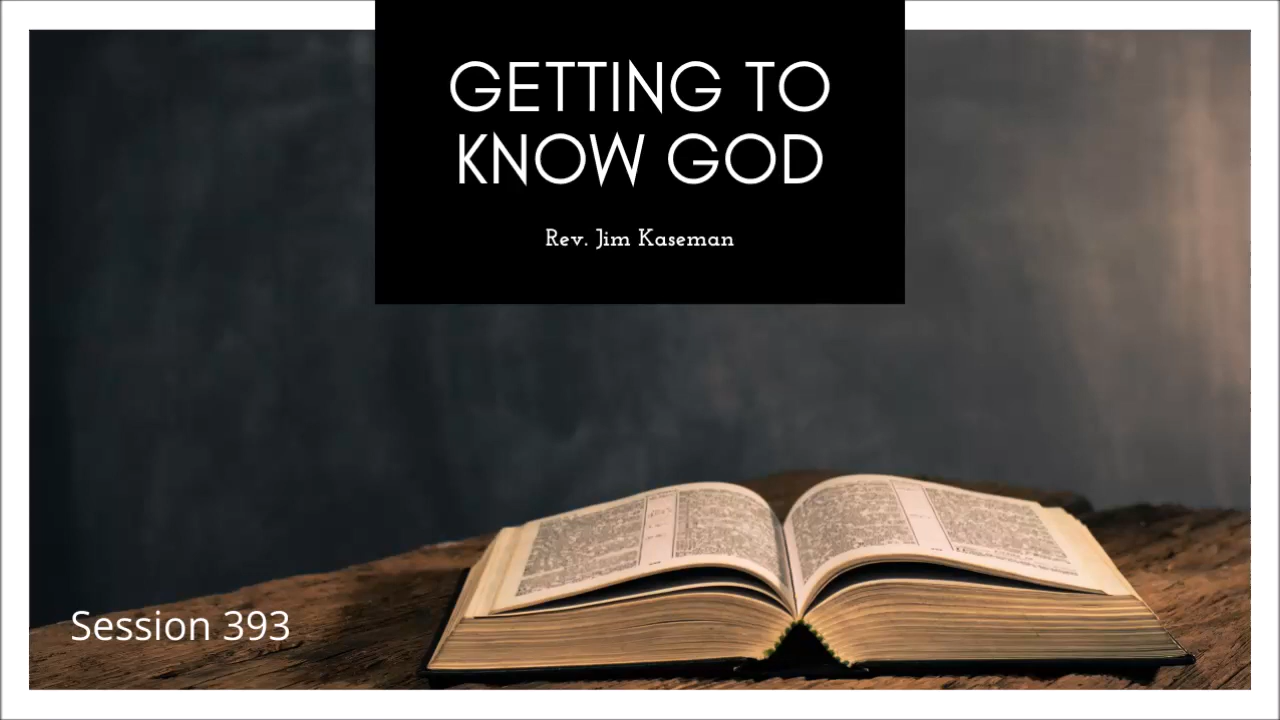 GETTING TO
KNOW GOD
Rev. Jim Kaseman
Session 393